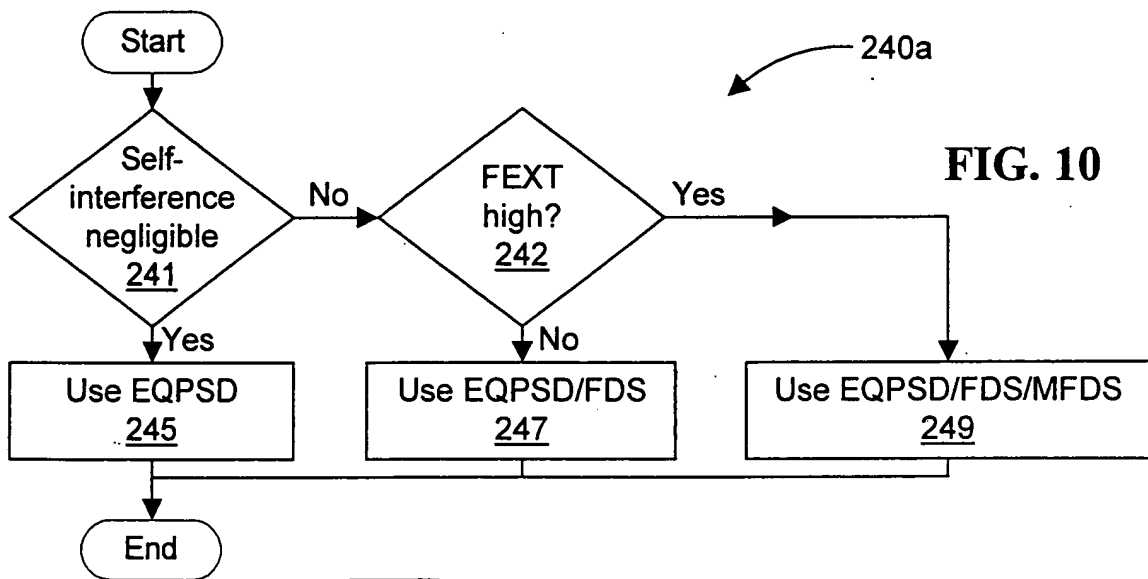 Start
240a
FIG. 10
Self-
interference
negligible
241
No
FEXT
high?
242
Yes
Yes
No
Use EQPSD
245
Use EQPSD/FDS
247
Use EQPSD/FDS/MFDS
249
End